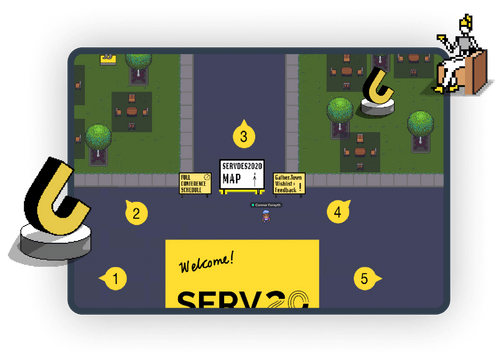 3
SERVDES2020
MAP
FULL
CONFERENCE
SCHEDULE
Gather.Town
Wishlist +
Feedback !
2
4
1
5
Welcome!
SERV20